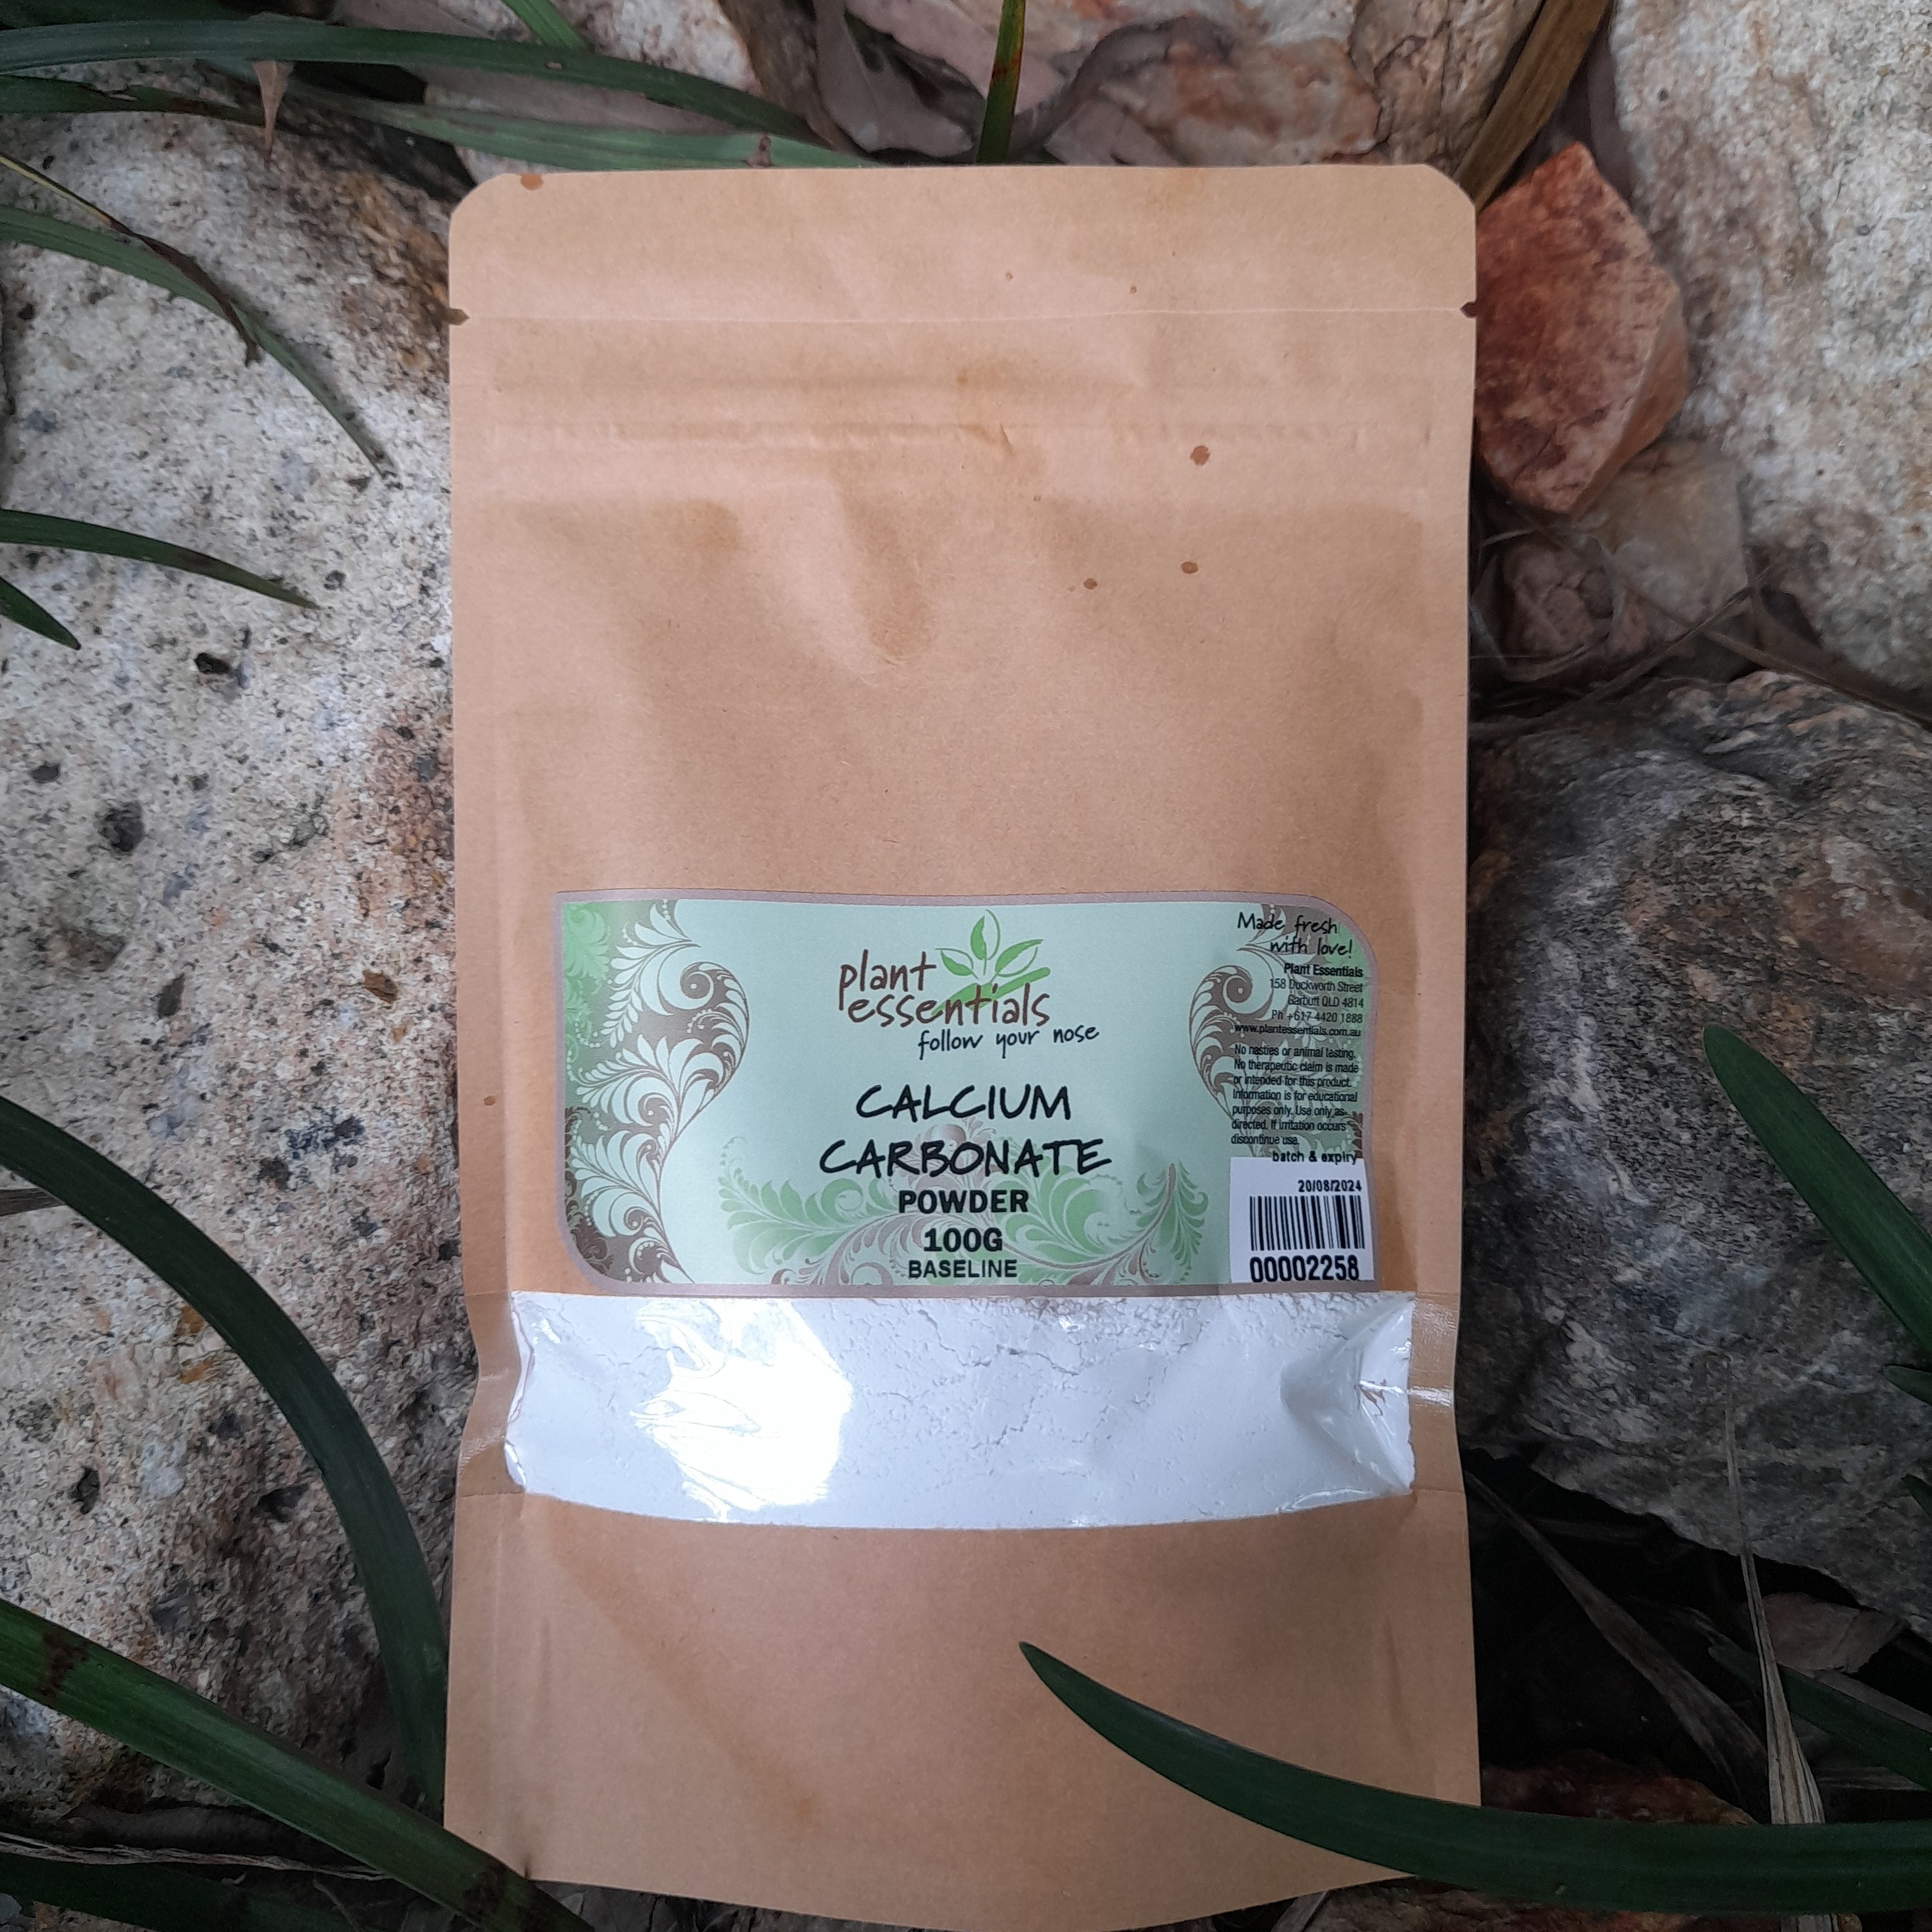 plant
essentials
follow your nose
CALCIUM
CARBONATE
POWDER
100G
BASELINE
Made fresh
with love!
Plant Essentials
158 Duckworth Street
Garbutt QLD 4814
Ph +617 4420 1888
www.plantessentials.com.au
No nasties or animal testing.
No therapeutic claim is made
or intended for this product.
Information is for educational
purposes only. Use only as
directed. If irritation occurs
discontinue use.
batch & expiry
20/08/2024
00002258